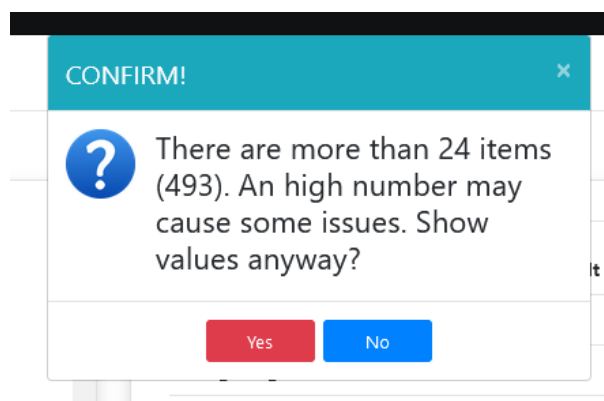 CONFIRM!
×
?
There are more than 24 items
(493). An high number may
cause some issues. Show
values anyway?
lt
Yes
No